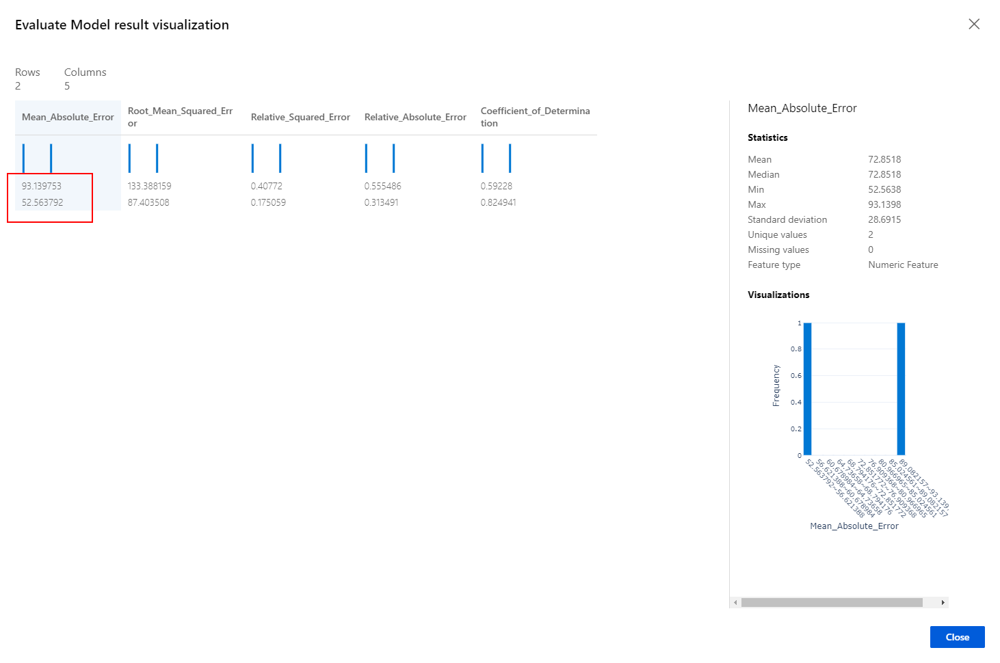 Evaluate Model result visualization
Rows Columns
2 5
Mean_Absolute_Error Root_Mean_Squared_Err
or Relative_Squared_Error Relative_Absolute_Error Coefficient_of_Determina
tion
93.139753 133.388159 0.40772 0.555486 0.59228
52.563792 87.403508 0.175059 0.313491 0.824941
Mean_Absolute_Error
Statistics
Mean 72.8518
Median 72.8518
Min 52.5638
Max 93.1398
Standard deviation 28.6915
Unique values 2
Missing values 0
Feature type Numeric Feature
Visualizations
1
0.8
0.6
0.4
0.2
0
Frequency
52.563792~56.621388
56.621388~60.678984
60.678984~64.73658
64.73658~68.794176
68.794176~72.851772
72.851772~76.909368
76.909368~80.966965
80.966965~85.024561
85.024561~89.082157
89.082157~93.139.
Mean_Absolute_Error
Close